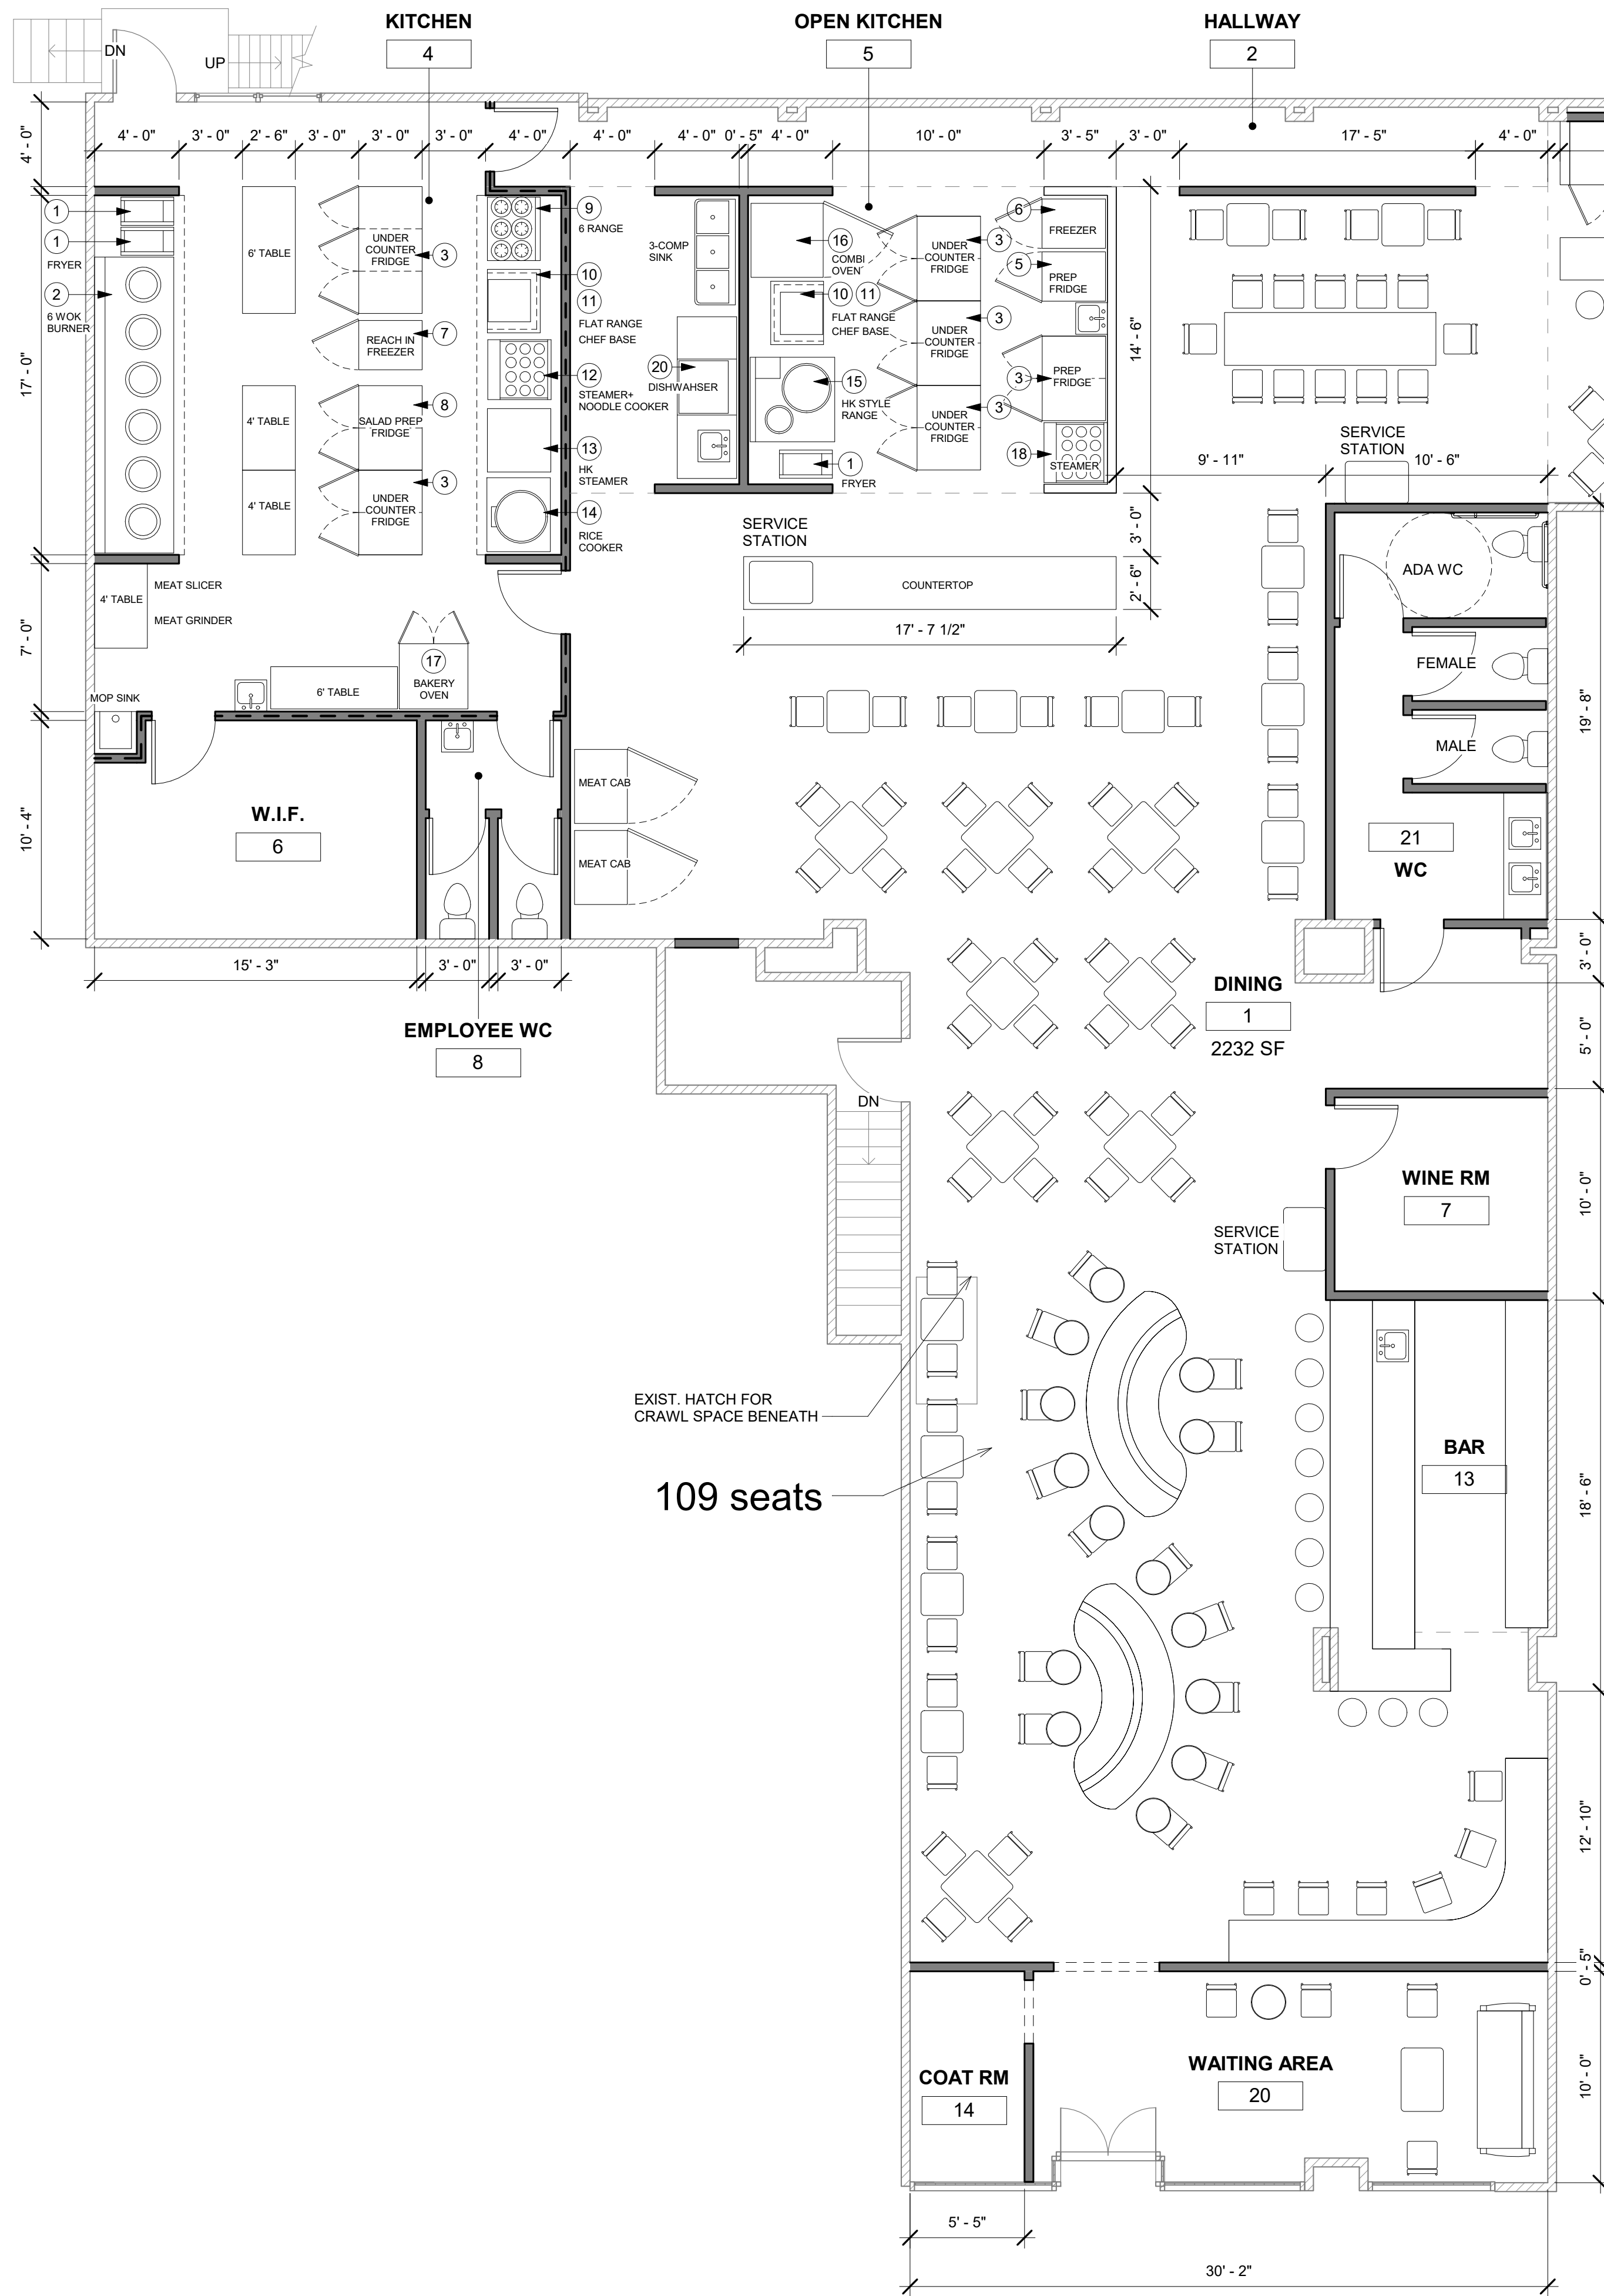 KITCHEN
4
OPEN KITCHEN
5
HALLWAY
2
DN
UP
4' - 0"
4' - 0"
3' - 0"
2' - 6"
3' - 0"
3' - 0"
3' - 0"
4' - 0"
4' - 0"
4' - 0"
0' - 5"
4' - 0"
10' - 0"
3' - 5"
3' - 0"
17' - 5"
4' - 0"
1
1
FRYER
2
6 WOK
BURNER
17' - 0"
6' TABLE
UNDER
COUNTER
FRIDGE
3
REACH IN
FREEZER
7
4' TABLE
SALAD PREP
FRIDGE
8
4' TABLE
UNDER
COUNTER
FRIDGE
3
9
6 RANGE
10
11
FLAT RANGE
CHEF BASE
12
STEAMER+
NOODLE COOKER
13
HK
STEAMER
14
RICE
COOKER
3-COMP
SINK
20
DISHWAHSER
16
COMBI
OVEN
10
11
FLAT RANGE
CHEF BASE
15
HK STYLE
RANGE
1
FRYER
UNDER
COUNTER
FRIDGE
3
UNDER
COUNTER
FRIDGE
3
UNDER
COUNTER
FRIDGE
3
6
FREEZER
5
PREP
FRIDGE
3
PREP
FRIDGE
18
STEAMER
14' - 6"
SERVICE
STATION
9' - 11"
10' - 6"
SERVICE
STATION
COUNTERTOP
3' - 0"
2' - 6"
17' - 7 1/2"
ADA WC
FEMALE
MALE
21
WC
19' - 8"
4' TABLE
MEAT SLICER
MEAT GRINDER
7' - 0"
17
BAKERY
OVEN
6' TABLE
MOP SINK
MEAT CAB
MEAT CAB
W.I.F.
6
10' - 4"
15' - 3"
3' - 0"
3' - 0"
EMPLOYEE WC
8
3' - 0"
DINING
1
2232 SF
5' - 0"
DN
WINE RM
7
10' - 0"
SERVICE
STATION
EXIST. HATCH FOR
CRAWL SPACE BENEATH
109 seats
BAR
13
18' - 6"
12' - 10"
0' - 5"
COAT RM
14
WAITING AREA
20
10' - 0"
5' - 5"
30' - 2"